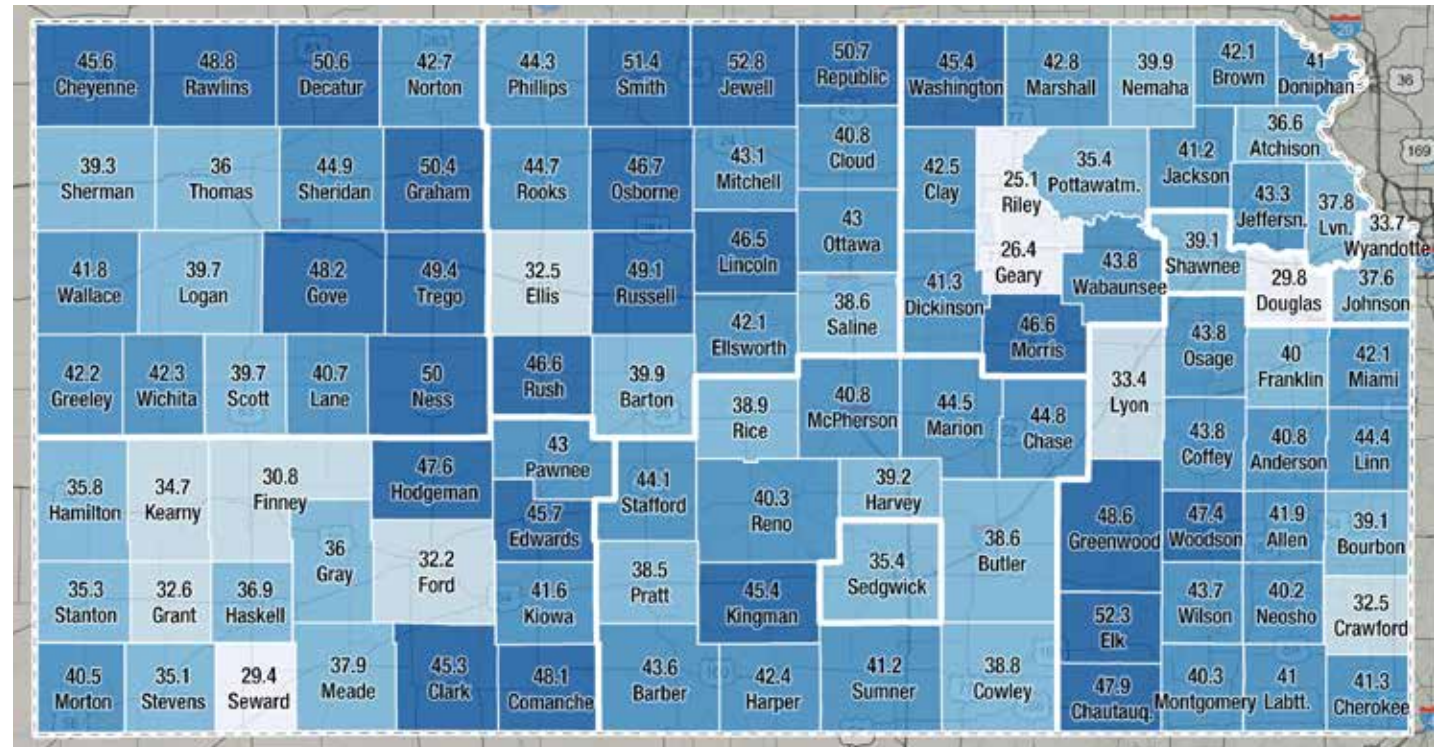 45.6
Cheyenne
48.8
Rawlins
50.6
Decatur
42.7
Norton
44.3
Phillips
51.4
Smith
52.8
Jewell
50.7
Republic
45.4
Washington
42.8
Marshall
39.9
Nemaha
42.1
Brown
41
Doniphan
36
39.3
Sherman
36
Thomas
44.9
Sheridan
50.4
Graham
44.7
Rooks
46.7
Osborne
43.1
Mitchell
40.8
Cloud
42.5
Clay
77
25.1
Riley
35.4
Pottawatm.
41.2
Jackson
36.6
Atchison
169
43.3
Jeffersn.
37.8
Lvn.
33.7
Wyandotte
41.8
Wallace
39.7
Logan
48.2
Gove
49.4
Trego
32.5
Ellis
49.1
Russell
46.5
Lincoln
43
Ottawa
38.6
Saline
41.3
Dickinson
26.4
Geary
43.8
Wabaunsee
39.1
Shawnee
29.8
Douglas
37.6
Johnson
42.1
Ellsworth
46.6
Morris
42.2
Greeley
42.3
Wichita
39.7
Scott
40.7
Lane
50
Ness
46.6
Rush
39.9
Barton
38.9
Rice
40.8
McPherson
44.5
Marion
44.8
Chase
33.4
Lyon
43.8
Osage
40
Franklin
42.1
Miami
35.8
Hamilton
34.7
Kearny
30.8
Finney
47.6
Hodgeman
43
Pawnee
44.1
Stafford
40.3
Reno
39.2
Harvey
38.6
Butler
48.6
Greenwood
43.8
Coffey
40.8
Anderson
44.4
Linn
45.7
Edwards
47.4
Woodson
41.9
Allen
39.1
Bourbon
35.3
Stanton
32.6
Grant
36.9
Haskell
36
Gray
32.2
Ford
41.6
Kiowa
38.5
Pratt
45.4
Kingman
35.4
Sedgwick
52.3
Elk
43.7
Wilson
40.2
Neosho
32.5
Crawford
40.5
Morton
35.1
Stevens
29.4
Seward
37.9
Meade
45.3
Clark
48.1
Comanche
43.6
Barber
42.4
Harper
41.2
Sumner
38.8
Cowley
47.9
Chautauq.
40.3
Montgomery
41
Labtt.
41.3
Cherokee